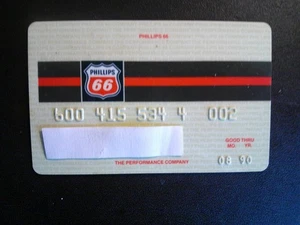 PHILLIPS 66
PHILLIPS
66
600 415 534 4 002
GOOD THRU
MO. YR.
08 90
THE PERFORMANCE COMPANY